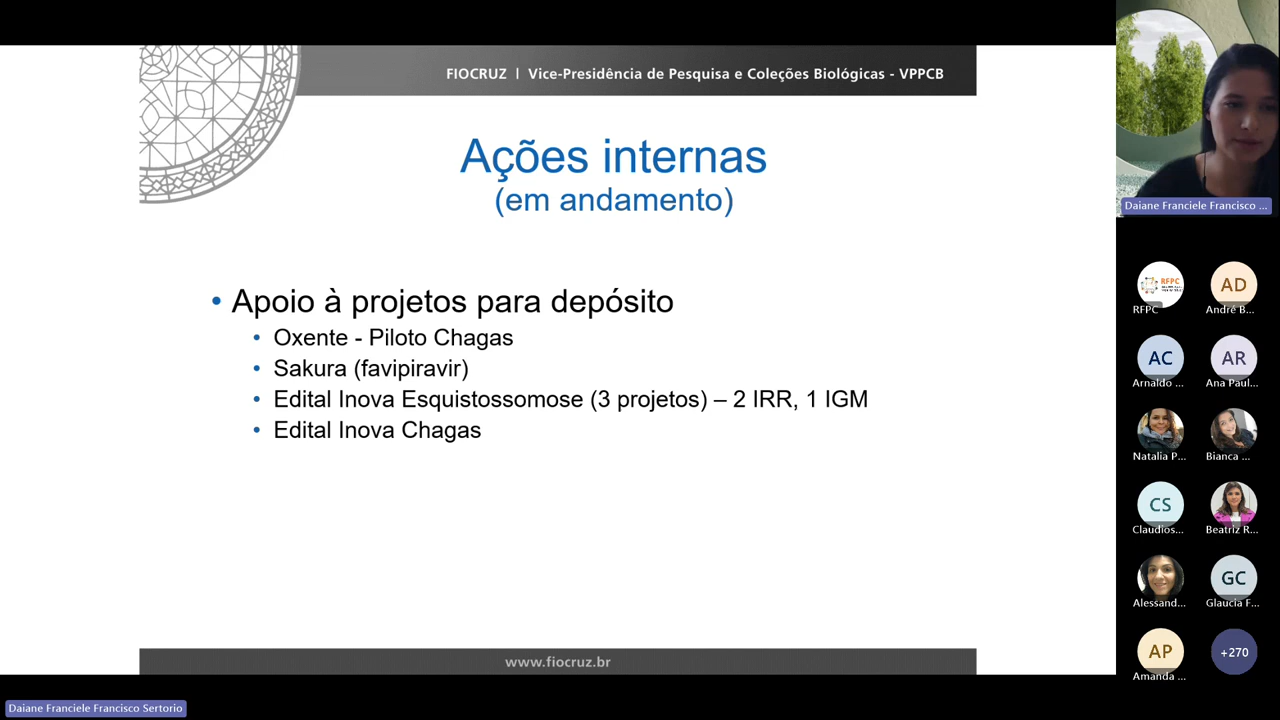 FIOCRUZ | Vice-Presidência de Pesquisa e Coleções Biológicas - VPPCB
Ações internas
(em andamento)
• Apoio à projetos para depósito
• Oxente - Piloto Chagas
• Sakura (favipiravir)
• Edital Inova Esquistossomose (3 projetos) – 2 IRR, 1 IGM
• Edital Inova Chagas
www.fiocruz.br
Daiane Franciele Francisco Sertorio
Daiane Franciele Francisco ...
RFPC
RFPC
AD
André B...
AC
Arnaldo ...
AR
Ana Paul...
Natalia P...
Bianca ...
CS
Claudios...
Beatriz R...
Alessand...
GC
Glaucia F...
AP
Amanda ...
+270